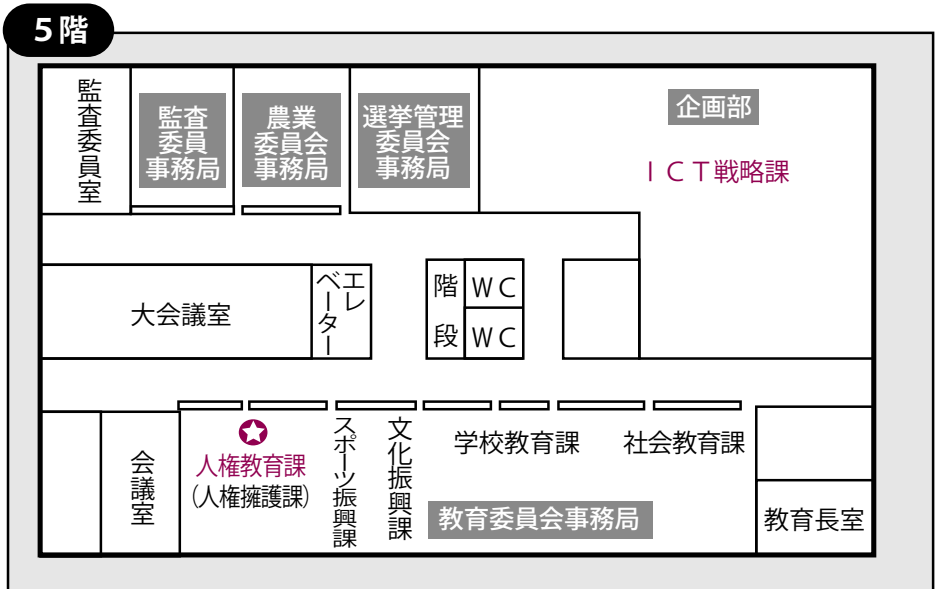 5階
監査委員室
監査
委員
事務局
農業
委員会
事務局
選挙管理
委員会
事務局
企画部
ＩＣＴ戦略課
大会議室
エレ
ベーター
階段
ＷＣ
ＷＣ
会議室
人権教育課
（人権擁護課）
スポーツ振興課
文化振興課
学校教育課
社会教育課
教育委員会事務局
教育長室